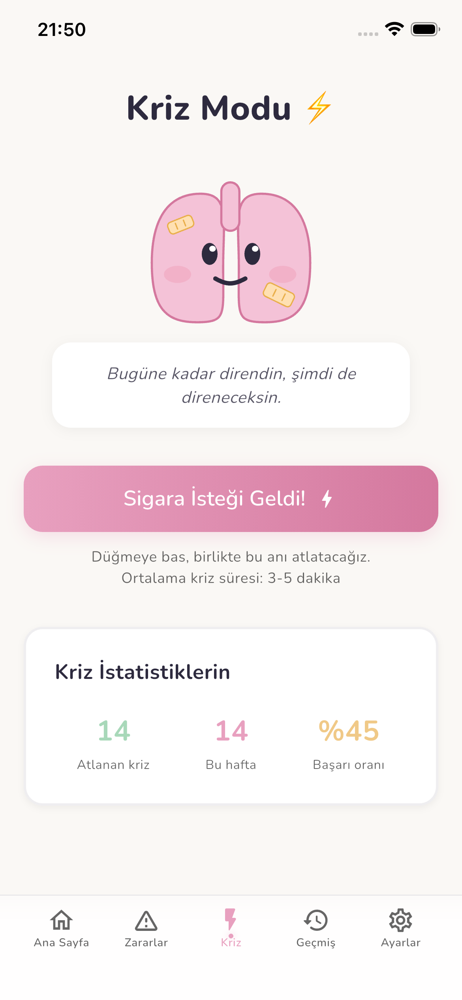 21:50
Kriz Modu ⚡
Bugüne kadar direndin, şimdi de
direneceksin.
Sigara İsteği Geldi!
Düğmeye bas, birlikte bu anı atlatacağız.
Ortalama kriz süresi: 3-5 dakika
Kriz İstatistiklerin
14 14 %45
Atlanan kriz Bu hafta Başarı oranı
Ana Sayfa Zararlar Kriz Geçmiş Ayarlar